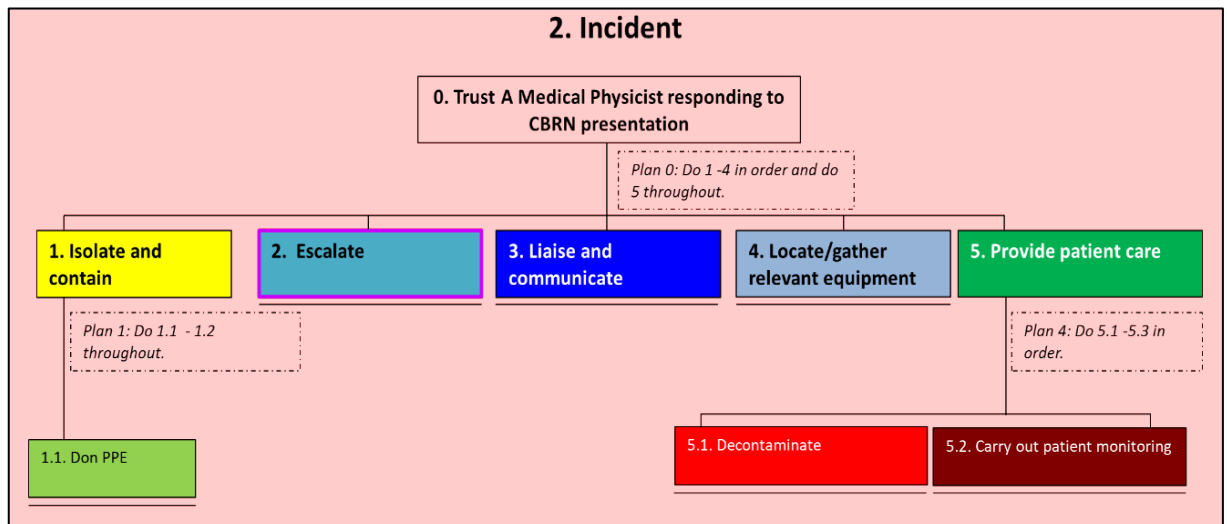 2. Incident
0. Trust A Medical Physicist responding to
CBRN presentation
Plan 0: Do 1 -4 in order and do
5 throughout.
1. Isolate and
contain
2. Escalate
3. Liaise and
communicate
4. Locate/gather
relevant equipment
5. Provide patient care
Plan 1: Do 1.1 - 1.2
throughout.
Plan 4: Do 5.1 -5.3 in
order.
1.1. Don PPE
5.1. Decontaminate
5.2. Carry out patient monitoring